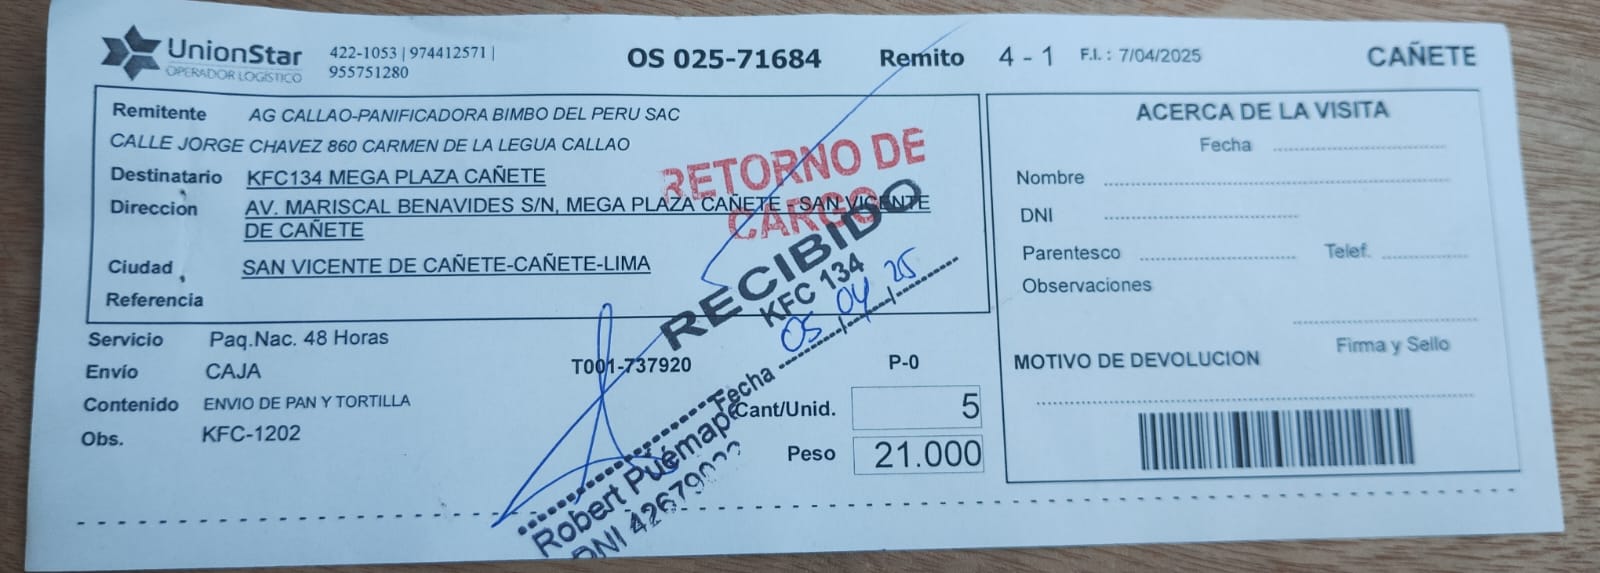 UnionStar
OPERADOR LOGÍSTICO
422-1053 | 974412571 |
955751280
OS 025-71684
Remito 4 - 1
F.I. : 7/04/2025
CAÑETE
Remitente AG CALLAO-PANIFICADORA BIMBO DEL PERU SAC
CALLE JORGE CHAVEZ 860 CARMEN DE LA LEGUA CALLAO
Destinatario KFC134 MEGA PLAZA CAÑETE
Direccion AV. MARISCAL BENAVIDES S/N, MEGA PLAZA CAÑETE - SAN VICENTE
DE CAÑETE
Ciudad SAN VICENTE DE CAÑETE-CAÑETE-LIMA
Referencia
RETORNO DE
CARGO
RECIBIDO
KFC 134
Fecha 05/04/25
Robert Puémape
DNI 42679
Servicio Paq.Nac. 48 Horas
Envío CAJA
T001-737920
P-0
Contenido ENVIO DE PAN Y TORTILLA
Cant/Unid. 5
Obs. KFC-1202
Peso 21.000
ACERCA DE LA VISITA
Fecha
Nombre
DNI
Parentesco Telef.
Observaciones
Firma y Sello
MOTIVO DE DEVOLUCION